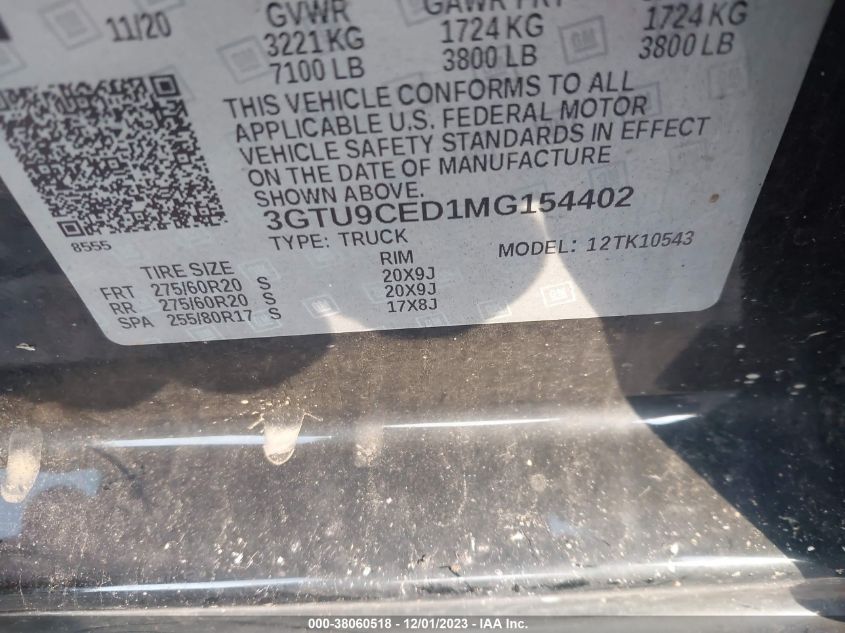 11/20
GVWR
3221 KG
7100 LB
1724 KG
3800 LB
1724 KG
3800 LB
THIS VEHICLE CONFORMS TO ALL
APPLICABLE U.S. FEDERAL MOTOR
VEHICLE SAFETY STANDARDS IN EFFECT
ON THE DATE OF MANUFACTURE
SHOWN ABOVE.
3GTU9CED1MG154402
8555
TYPE: TRUCK
MODEL: 12TK10543
TIRE SIZE RIM
FRT 275/60R20 S 20X9J
RR 275/60R20 S 20X9J
SPA 255/80R17 S 17X8J
000-38060518 - 12/01/2023 - IAA Inc.